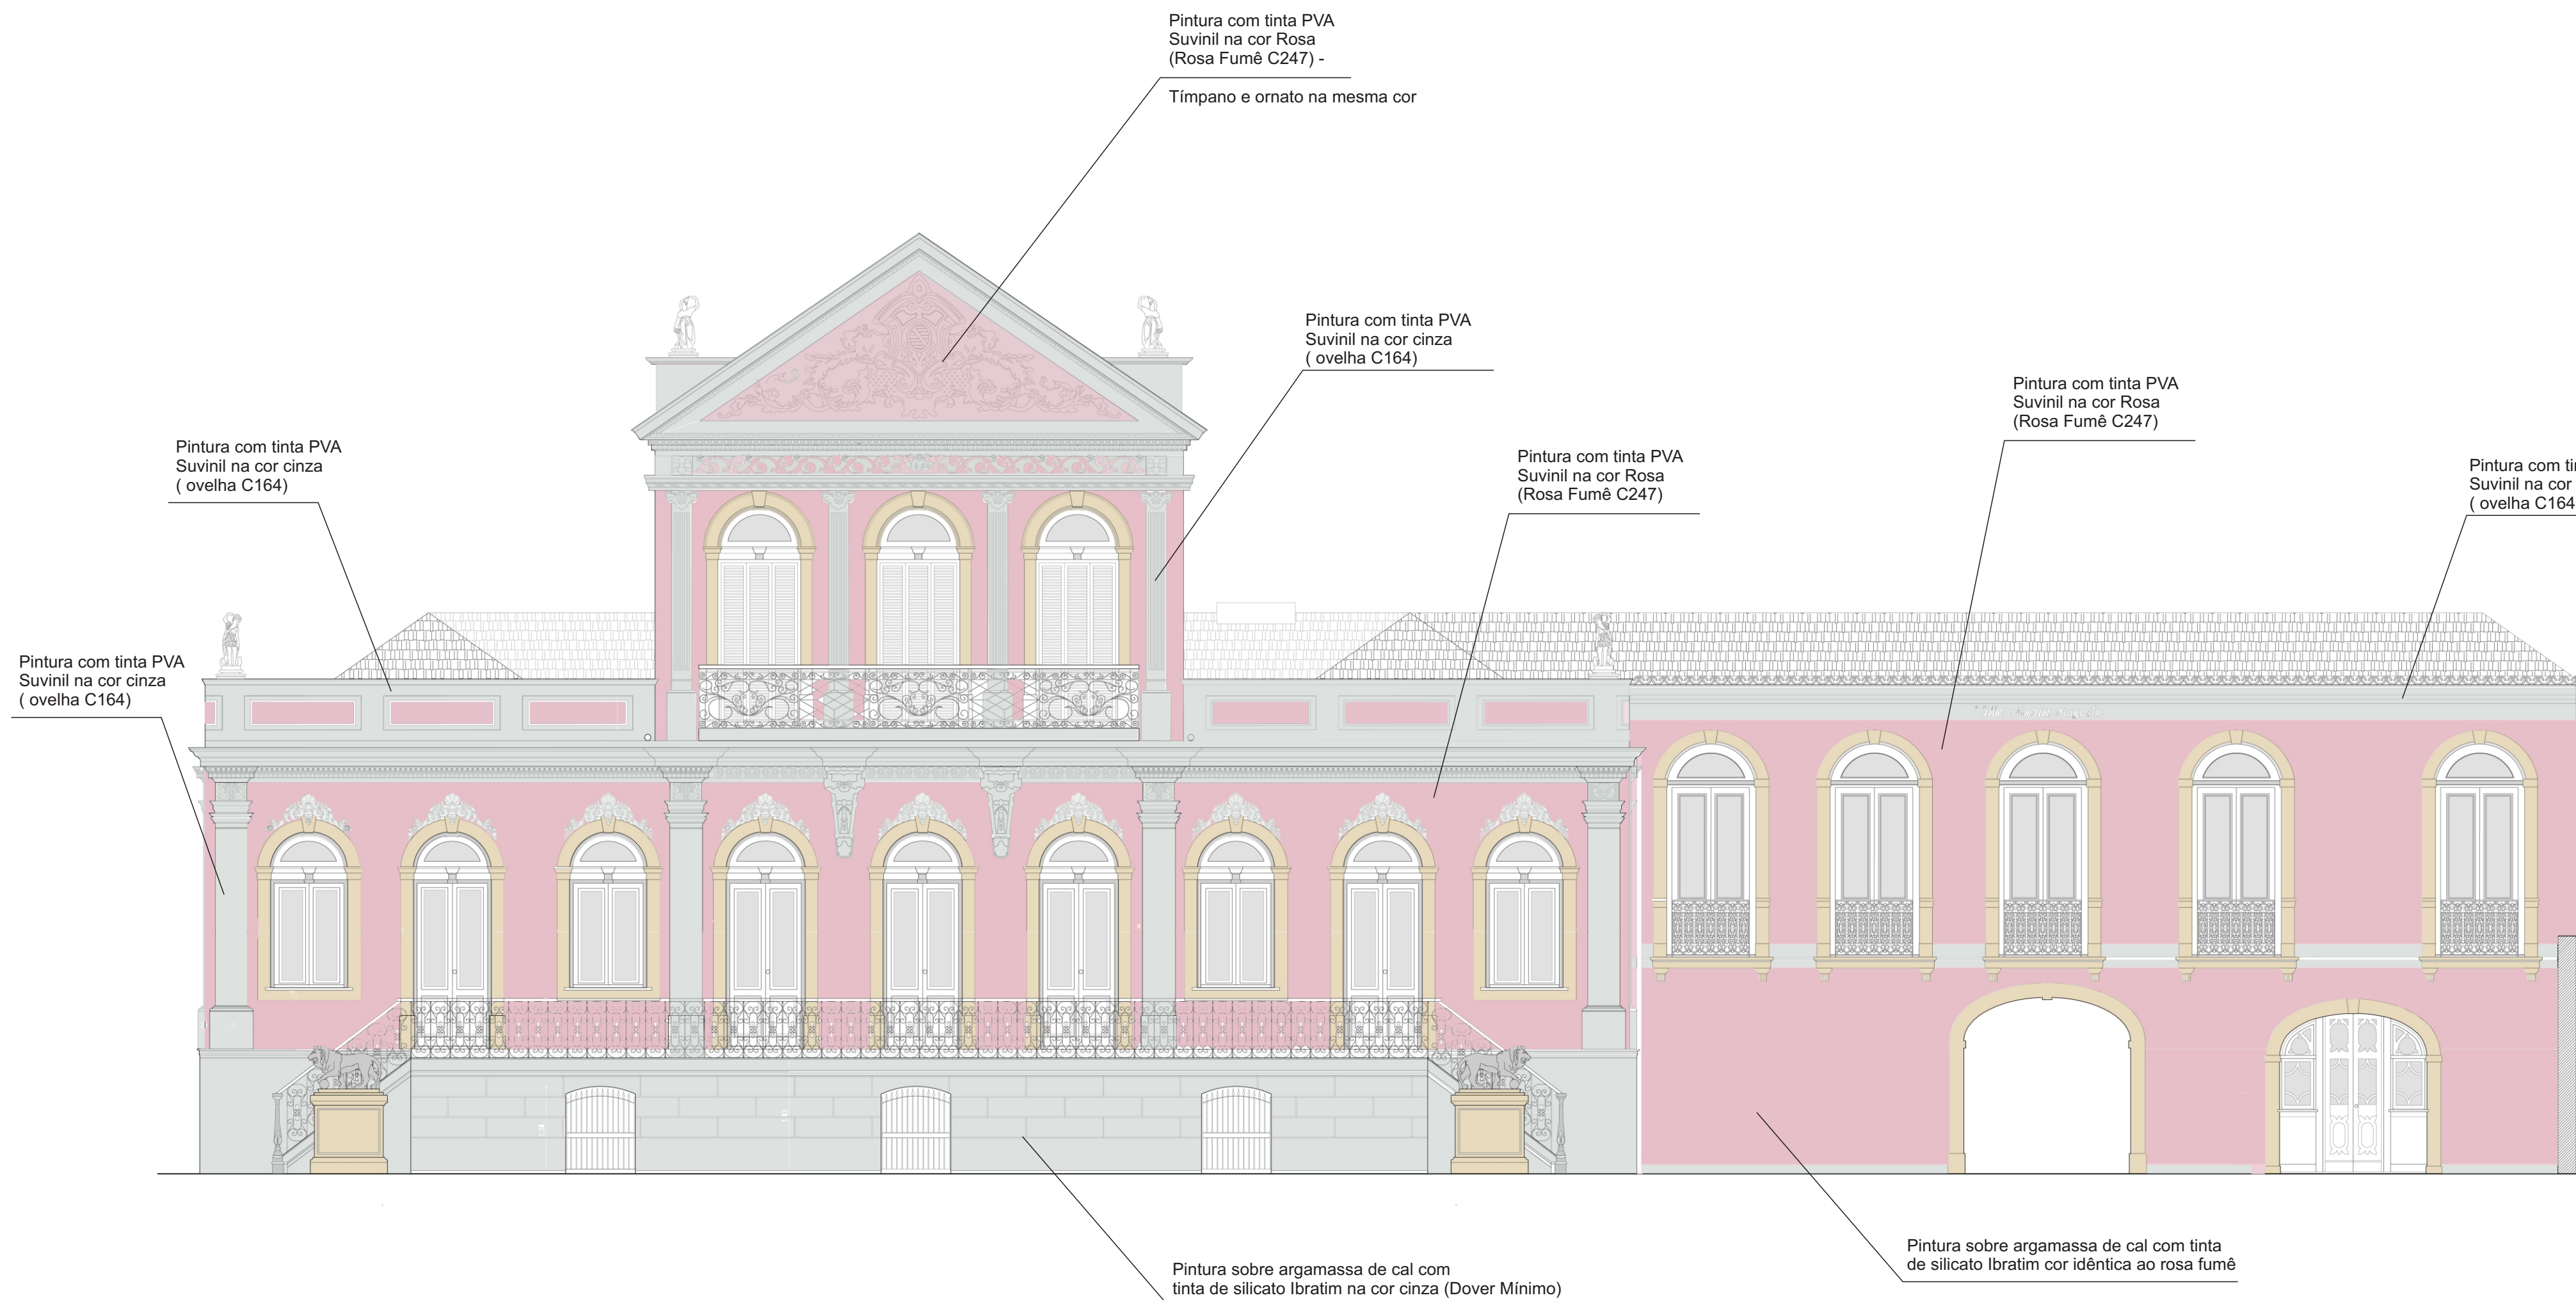 Pintura com tinta PVA
Suvinil na cor Rosa
(Rosa Fumê C247) -
Tímpano e ornato na mesma cor
Pintura com tinta PVA
Suvinil na cor cinza
( ovelha C164)
Pintura com tinta PVA
Suvinil na cor Rosa
(Rosa Fumê C247)
Pintura com tinta PVA
Suvinil na cor cinza
( ovelha C164)
Pintura com tinta PVA
Suvinil na cor Rosa
(Rosa Fumê C247)
Pintura com
Suvinil na cor
( ovelha C164
Pintura com tinta PVA
Suvinil na cor cinza
( ovelha C164)
Pintura sobre argamassa de cal com tinta
de silicato Ibratim cor idêntica ao rosa fumê
Pintura sobre argamassa de cal com
tinta de silicato Ibratim na cor cinza (Dover Mínimo)